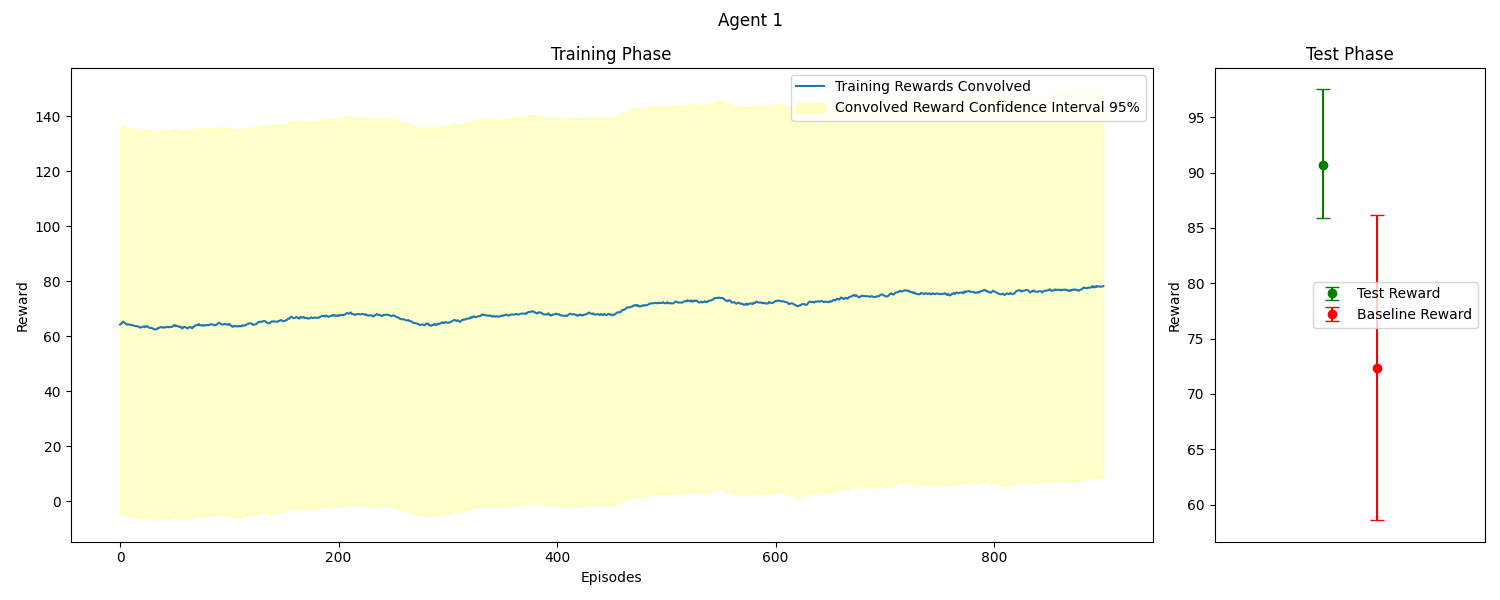 Agent 1
Training Phase
Training Rewards Convolved
Convolved Reward Confidence Interval 95%
Reward
140
120
100
80
60
40
20
0
0
200
400
600
800
Episodes
Test Phase
Reward
95
90
85
80
75
70
65
60
Test Reward
Baseline Reward